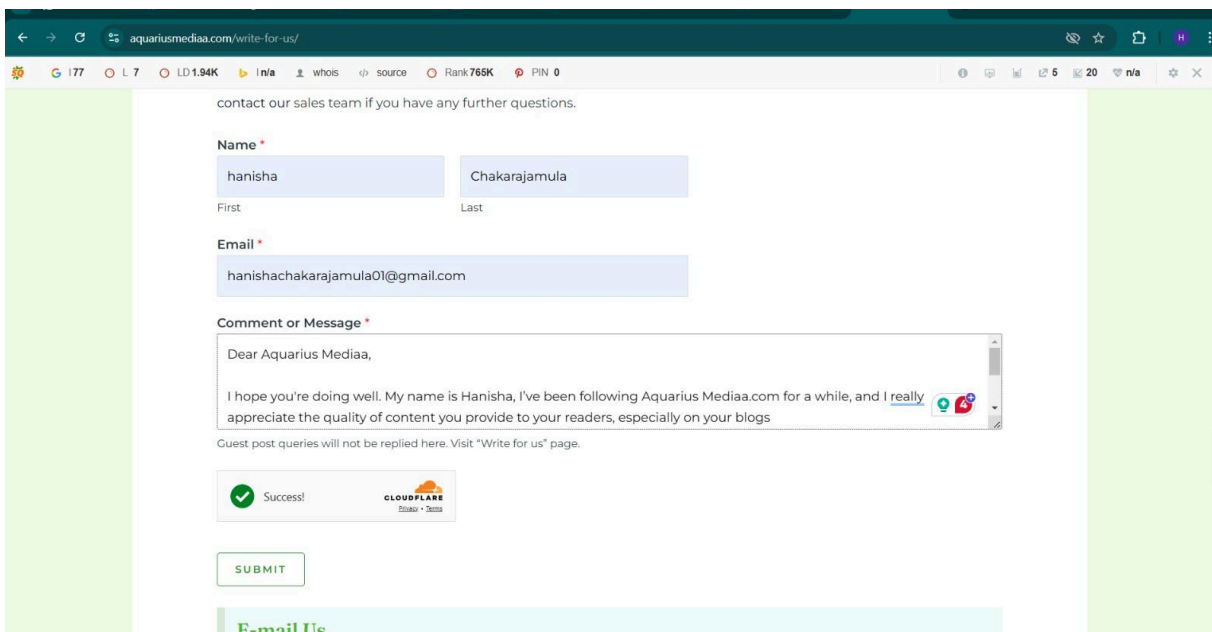 aquariusmediaa.com/write-for-us/
H
I 77 L 7 LD 1.94K I n/a whois source Rank 765K PIN 0 5 20 n/a
contact our sales team if you have any further questions.
Name *
hanisha Chakarajamula
First Last
Email *
hanishachakarajamula01@gmail.com
Comment or Message *
Dear Aquarius Mediaa,
I hope you're doing well. My name is Hanisha, I've been following Aquarius Mediaa.com for a while, and I really
appreciate the quality of content you provide to your readers, especially on your blogs
Guest post queries will not be replied here. Visit "Write for us" page.
Success! CLOUDFLARE
Privacy • Terms
SUBMIT
E-mail Us